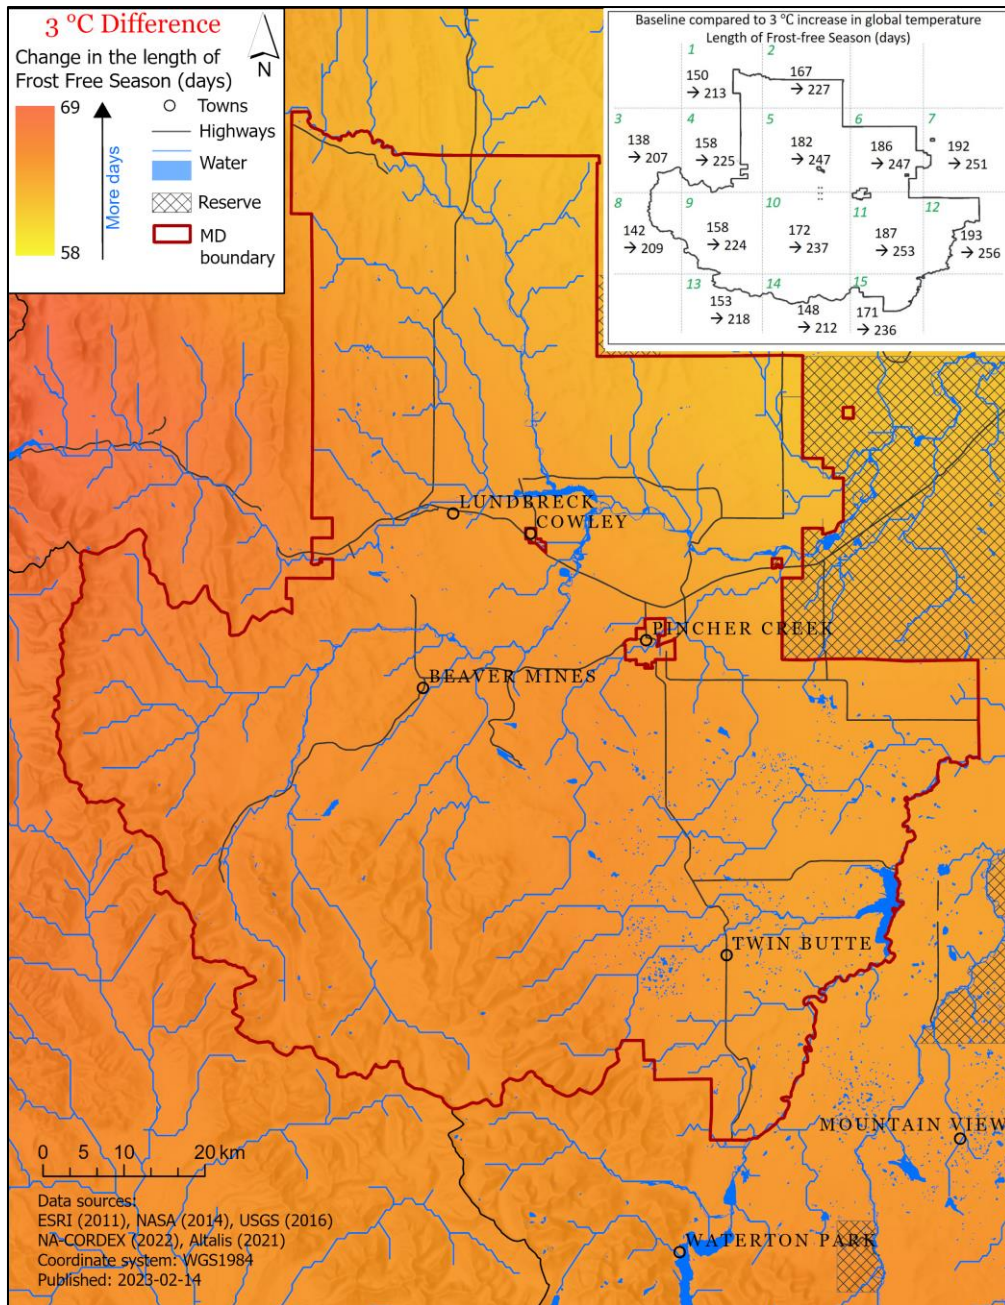 3 °C Difference
Change in the length of
Frost Free Season (days)
69
58
More days
N
Towns
Highways
Water
Reserve
MD
boundary
Baseline compared to 3 °C increase in global temperature
Length of Frost-free Season (days)
1
2
150
→ 213
167
→ 227
3
4
5
6
7
138
→ 207
158
→ 225
182
→ 247
186
→ 247
192
→ 251
8
9
10
11
12
142
→ 209
158
→ 224
172
→ 237
187
→ 253
193
→ 256
13
14
15
153
→ 218
148
→ 212
171
→ 236
LUNDBRECK
COWLEY
PINCHER CREEK
BEAVER MINES
TWIN BUTTE
MOUNTAIN VIEW
WATERTON PARK
0 5 10 20 km
Data sources:
ESRI (2011), NASA (2014), USGS (2016)
NA-CORDEX (2022), Altalis (2021)
Coordinate system: WGS1984
Published: 2023-02-14